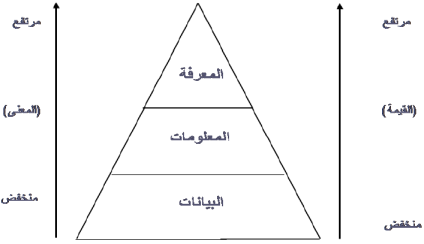 مرتفع
مرتفع
المعرفة
(القيمة)
(المعنى)
المعلومات
منخفض
البيانات
منخفض